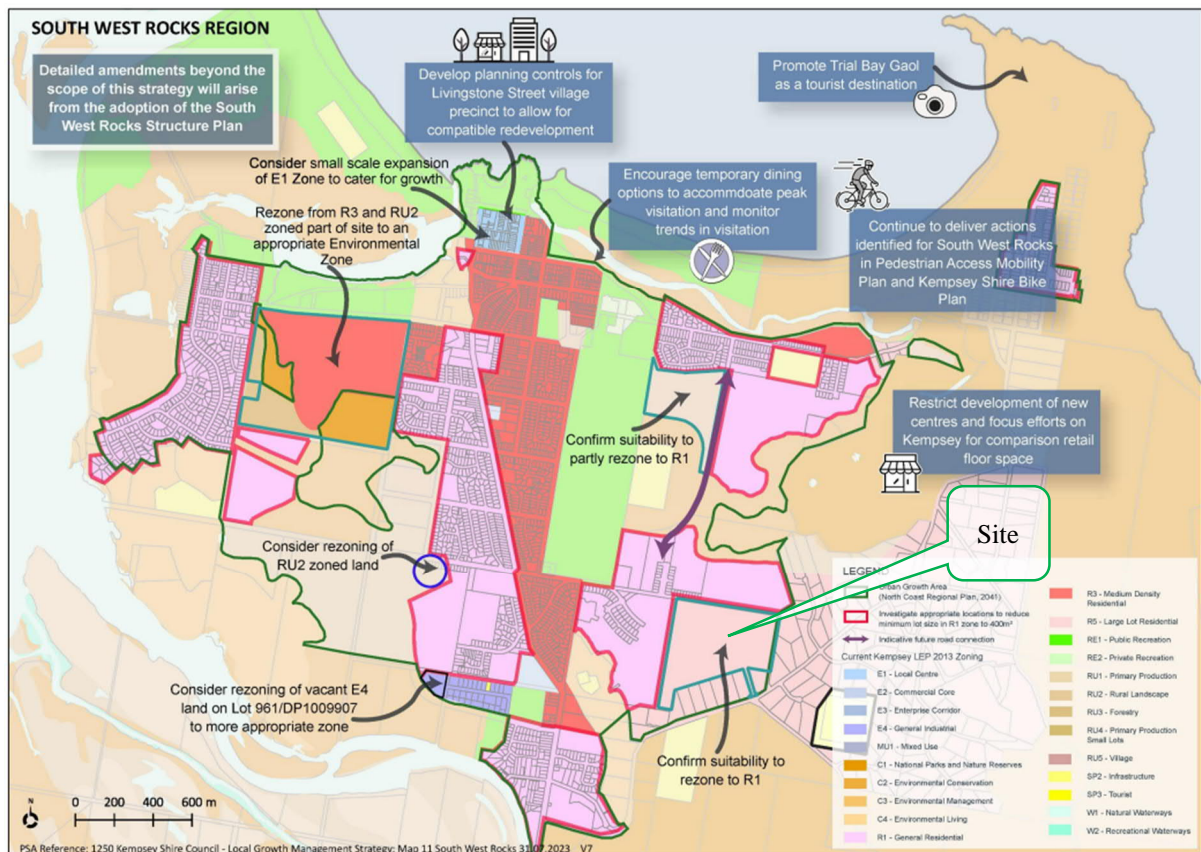 SOUTH WEST ROCKS REGION
Detailed amendments beyond the
scope of this strategy will arise
from the adoption of the South
West Rocks Structure Plan
Develop planning controls for
Livingstone Street village
precinct to allow for
compatible redevelopment
Promote Trial Bay Gaol
as a tourist destination
Consider small scale expansion
of E1 Zone to cater for growth
Rezone from R3 and RU2
zoned part of site to an
appropriate Environmental
Zone
Encourage temporary dining
options to accommdoate peak
visitation and monitor
trends in visitation
Continue to deliver actions
identified for South West Rocks
in Pedestrian Access Mobility
Plan and Kempsey Shire Bike
Plan
Confirm suitability to
partly rezone to R1
Restrict development of new
centres and focus efforts on
Kempsey for comparison retail
floor space
Site
Consider rezoning of
RU2 zoned land
Consider rezoning of vacant E4
land on Lot 961/DP1009907
to more appropriate zone
Confirm suitability to
rezone to R1
LEGEND
Urban Growth Area
(North Coast Regional Plan, 2041)
Investigate appropriate locations to reduce
minimum lot size in R1 zone to 400m²
Indicative future road connection
Current Kempsey LEP 2013 Zoning
E1 - Local Centre
E2 - Commercial Core
E3 - Enterprise Corridor
E4 - General Industrial
MU1 - Mixed Use
C1 - National Parks and Nature Reserves
C2 - Environmental Conservation
C3 - Environmental Management
C4 - Environmental Living
R1 - General Residential
R3 - Medium Density
Residential
R5 - Large Lot Residential
RE1 - Public Recreation
RE2 - Private Recreation
RU1 - Primary Production
RU2 - Rural Landscape
RU3 - Forestry
RU4 - Primary Production
Small Lots
RU5 - Village
SP2 - Infrastructure
SP3 - Tourist
W1 - Natural Waterways
W2 - Recreational Waterways
N
0 200 400 600 m
PSA Reference: 1250 Kempsey Shire Council - Local Growth Management Strategy: Map 11 South West Rocks 31.07.2023 V7